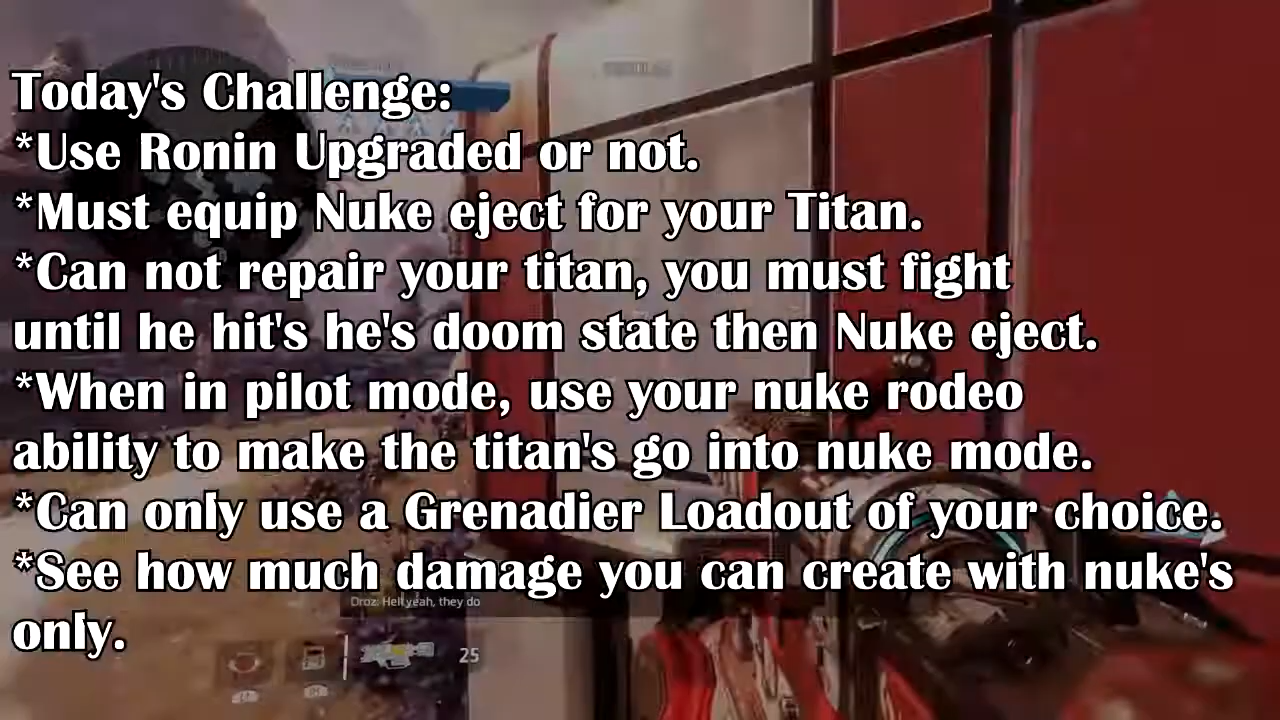 Today's Challenge:
*Use Ronin Upgraded or not.
*Must equip Nuke eject for your Titan.
*Can not repair your titan, you must fight
until he hit's he's doom state then Nuke eject.
*When in pilot mode, use your nuke rodeo
ability to make the titan's go into nuke mode.
*Can only use a Grenadier Loadout of your choice.
*See how much damage you can create with nuke's
only.
Droz: Hell yeah, they do
25